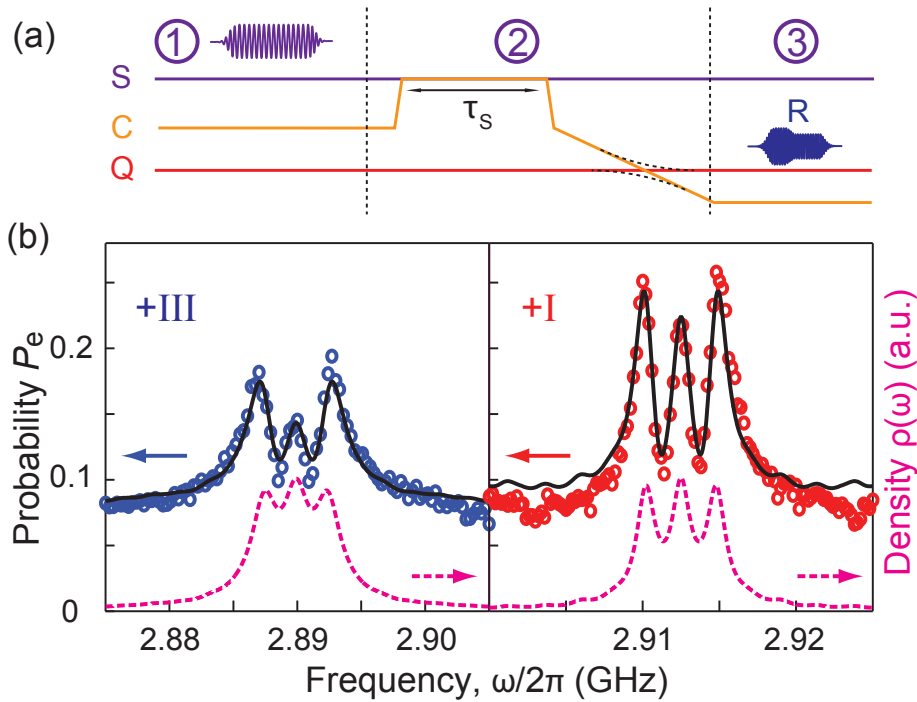 (a)
1 2 3
S
τS
R
C
Q
(b)
+III +I
0.2
0.1
0
Probability Pe
Density ρ(ω) (a.u.)
2.88 2.89 2.90 2.91 2.92
Frequency, ω/2π (GHz)